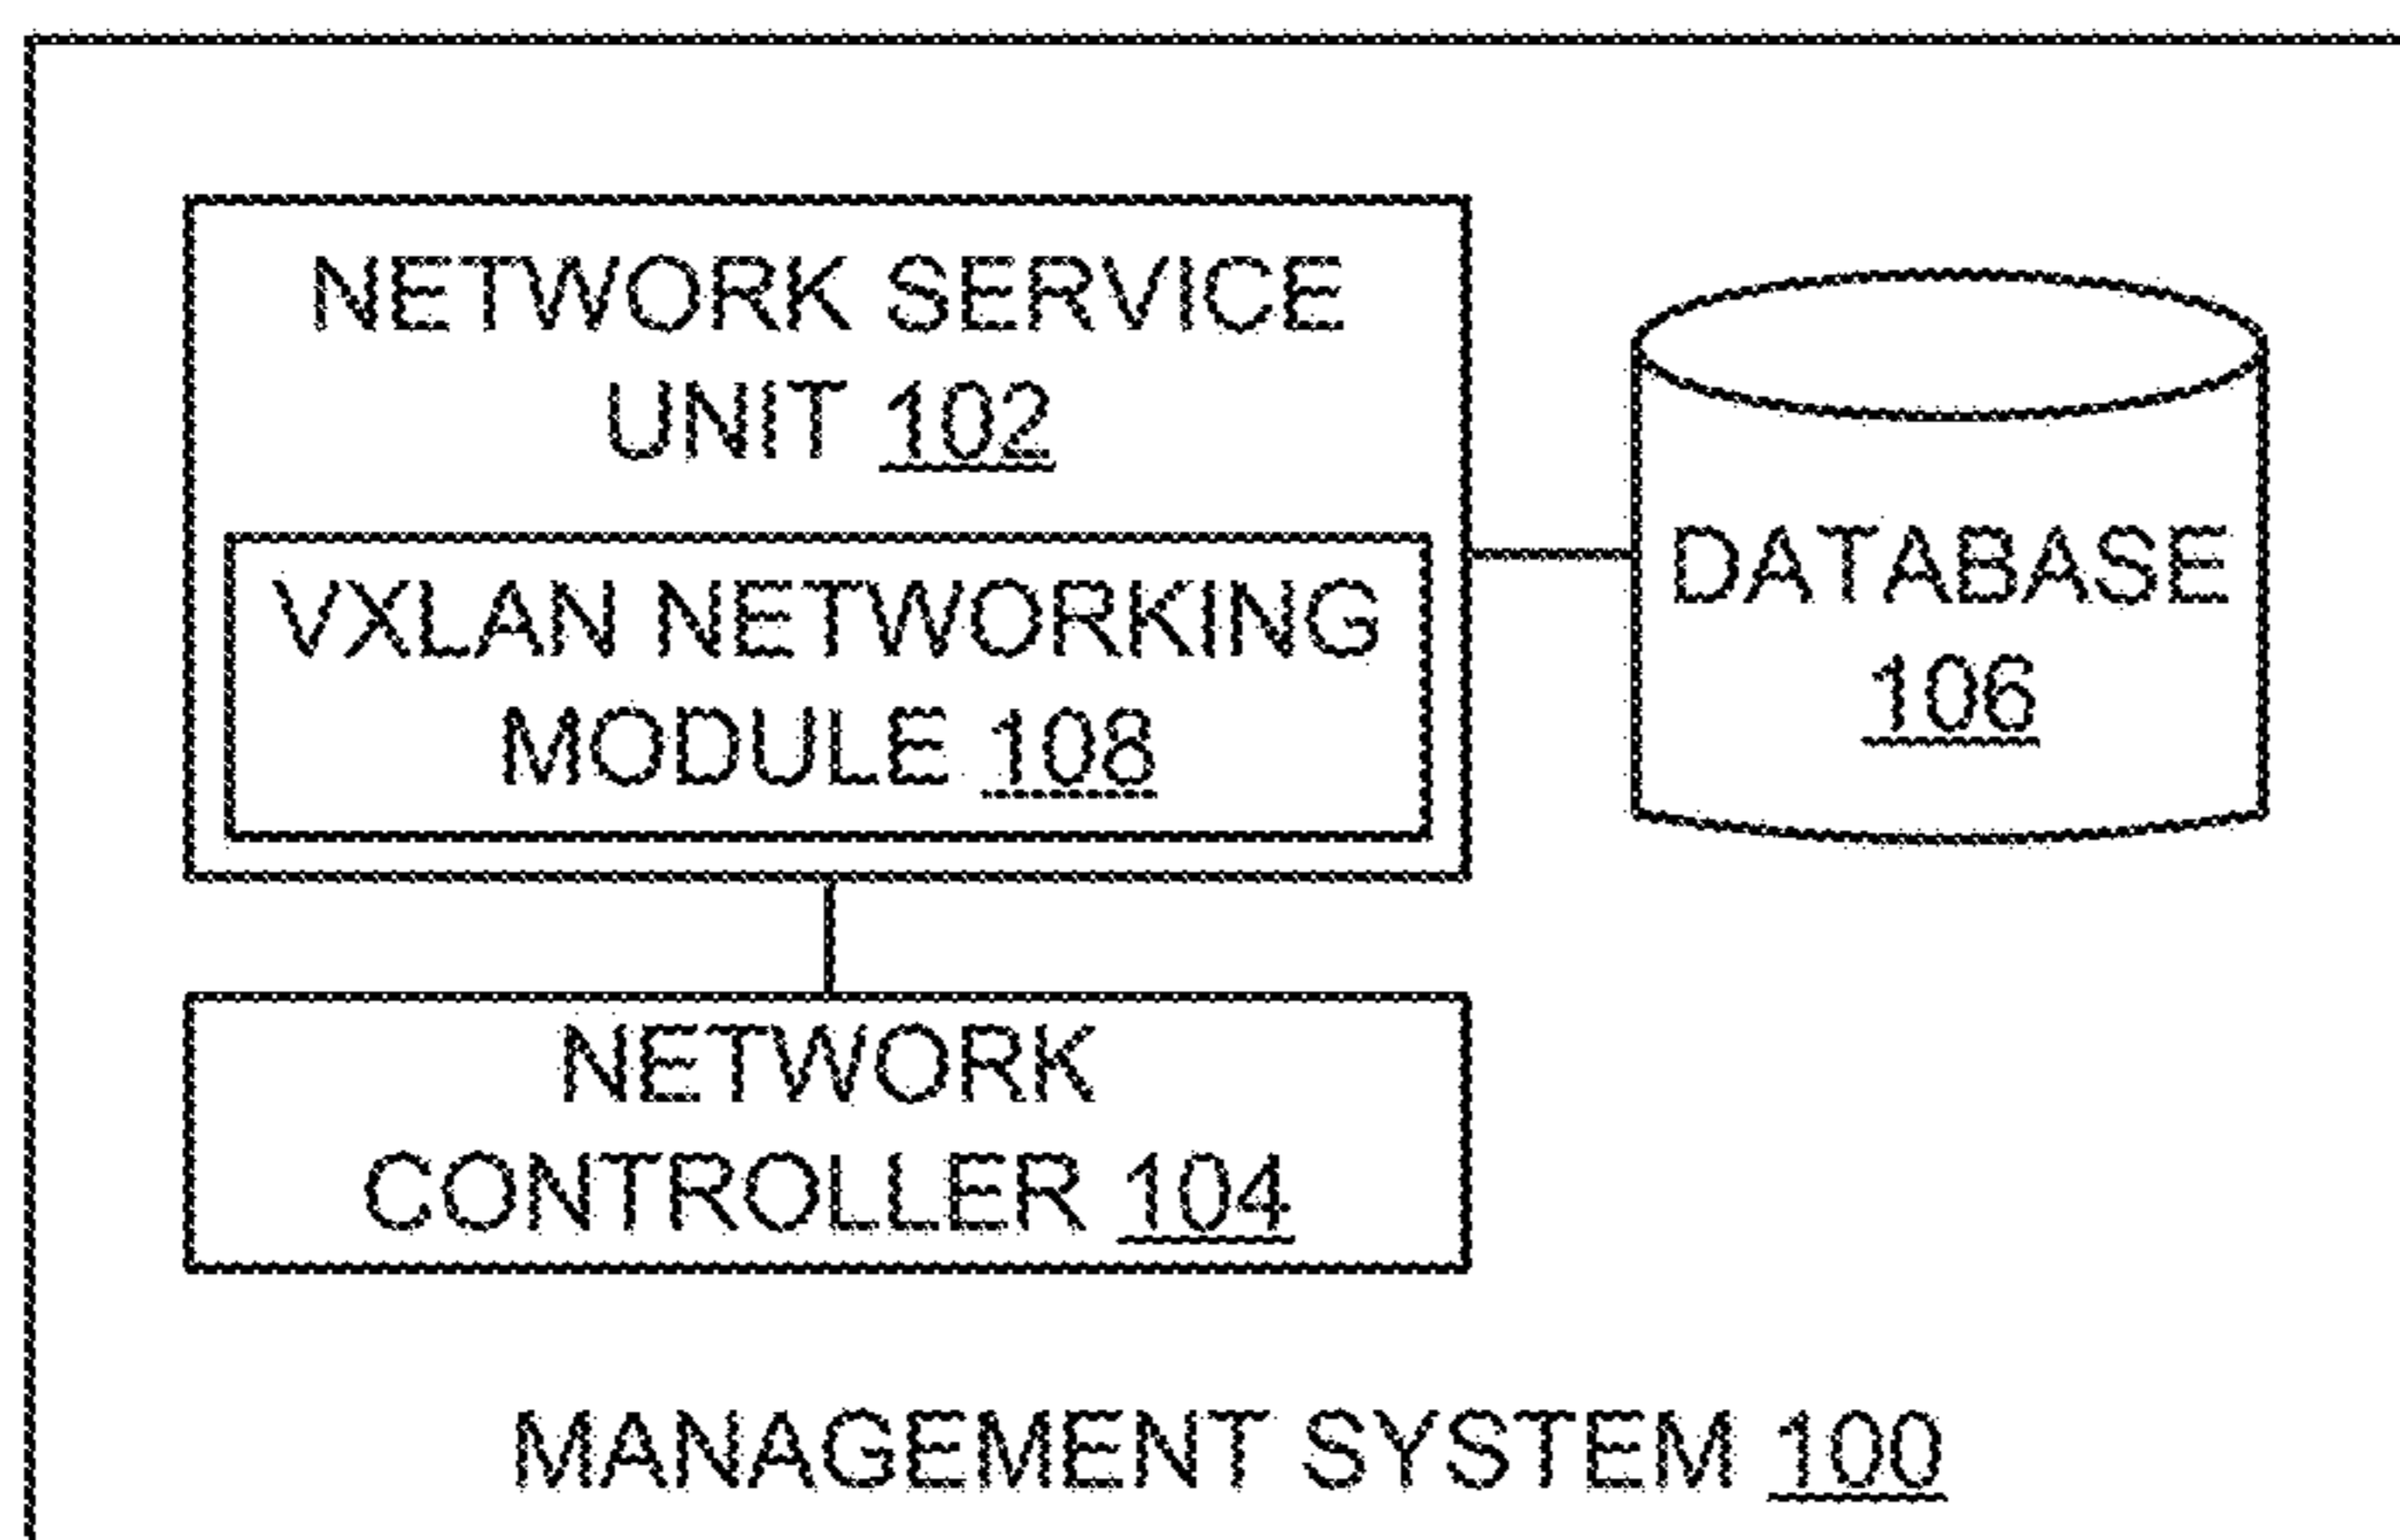 NETWORK SERVICE
UNIT 102
VXLAN NETWORKING
MODULE 108
DATABASE
106
NETWORK
CONTROLLER 104
MANAGEMENT SYSTEM 100